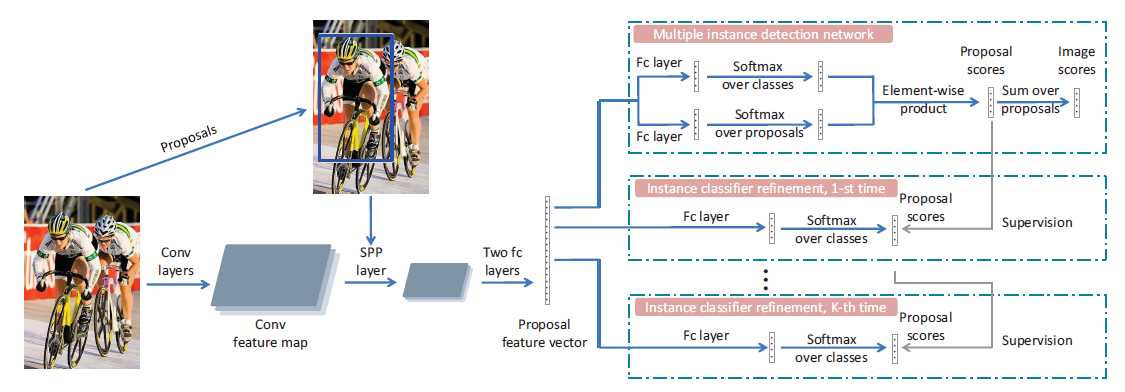 Proposals
Conv
layers
Conv
feature map
SPP
layer
Two fc
layers
Proposal
feature vector
Multiple instance detection network
Fc layer
Softmax
over classes
Fc layer
Softmax
over proposals
Element-wise
product
Proposal
scores
Sum over
proposals
Image
scores
Instance classifier refinement, 1-st time
Fc layer
Softmax
over classes
Proposal
scores
Supervision
Instance classifier refinement, K-th time
Fc layer
Softmax
over classes
Proposal
scores
Supervision